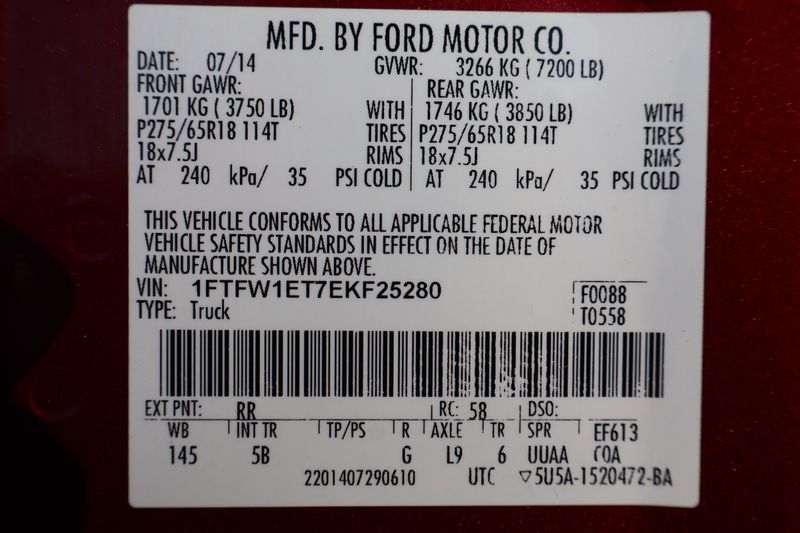 MFD. BY FORD MOTOR CO.
DATE: 07/14 GVWR: 3266 KG ( 7200 LB)
FRONT GAWR: REAR GAWR:
1701 KG ( 3750 LB) WITH 1746 KG ( 3850 LB) WITH
P275/65R18 114T TIRES P275/65R18 114T TIRES
18x7.5J RIMS 18x7.5J RIMS
AT 240 kPa/ 35 PSI COLD AT 240 kPa/ 35 PSI COLD
THIS VEHICLE CONFORMS TO ALL APPLICABLE FEDERAL MOTOR
VEHICLE SAFETY STANDARDS IN EFFECT ON THE DATE OF
MANUFACTURE SHOWN ABOVE.
VIN: 1FTFW1ET7EKF25280 F0088
TYPE: Truck T0558
EXT PNT: RR RC: 58 DSO:
WB INT TR TP/PS R AXLE TR SPR EF613
145 5B G L9 6 UUAA COA
2201407290610 UTC ▽5U5A-1520472-BA